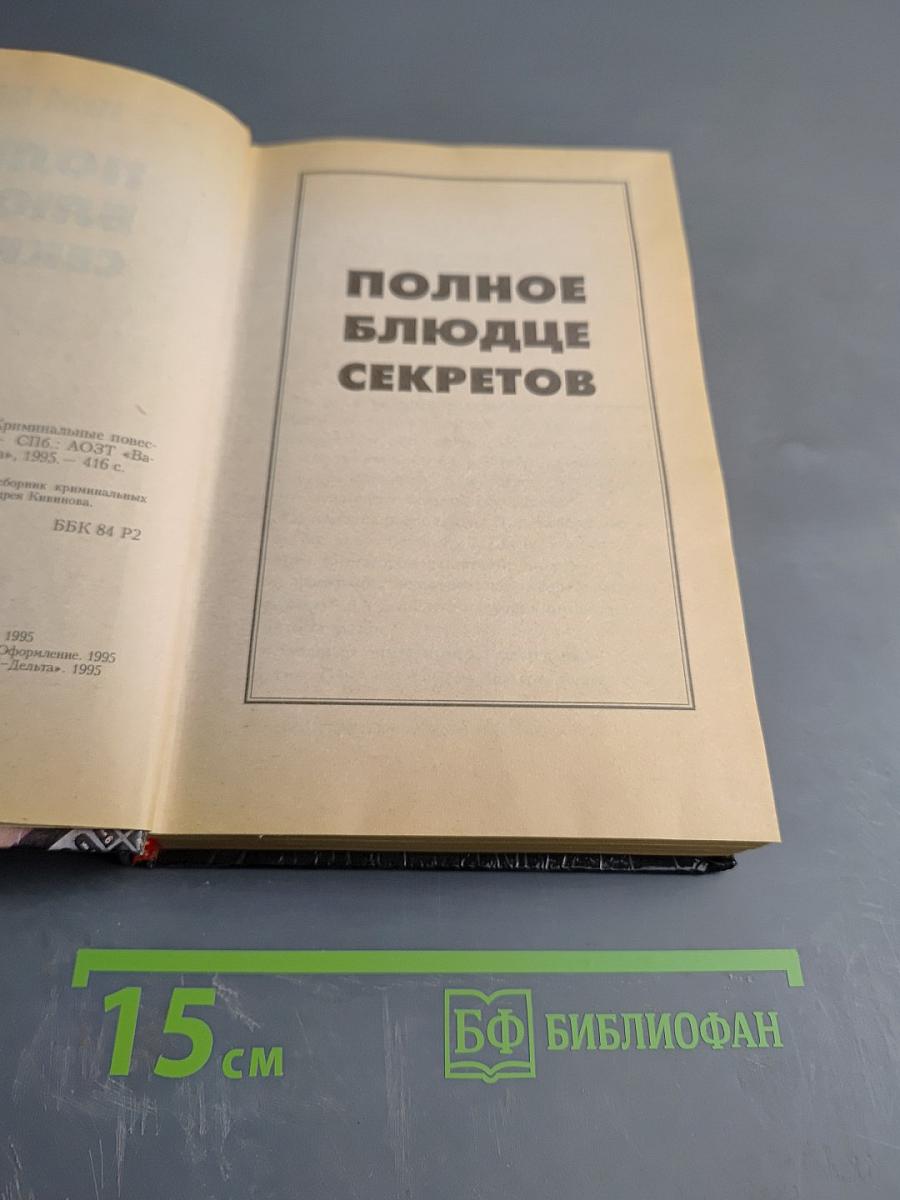 Криминальные повес-
— СПб.: АОЗТ «Ва-
», 1995.— 416 с.
сборник криминальных
дрея Кивинова.
ББК 84 Р2
1995
Оформление. 1995
–Дельта». 1995
ПОЛНОЕ
БЛЮДЦЕ
СЕКРЕТОВ
15 см
БФ БИБЛИОФАН